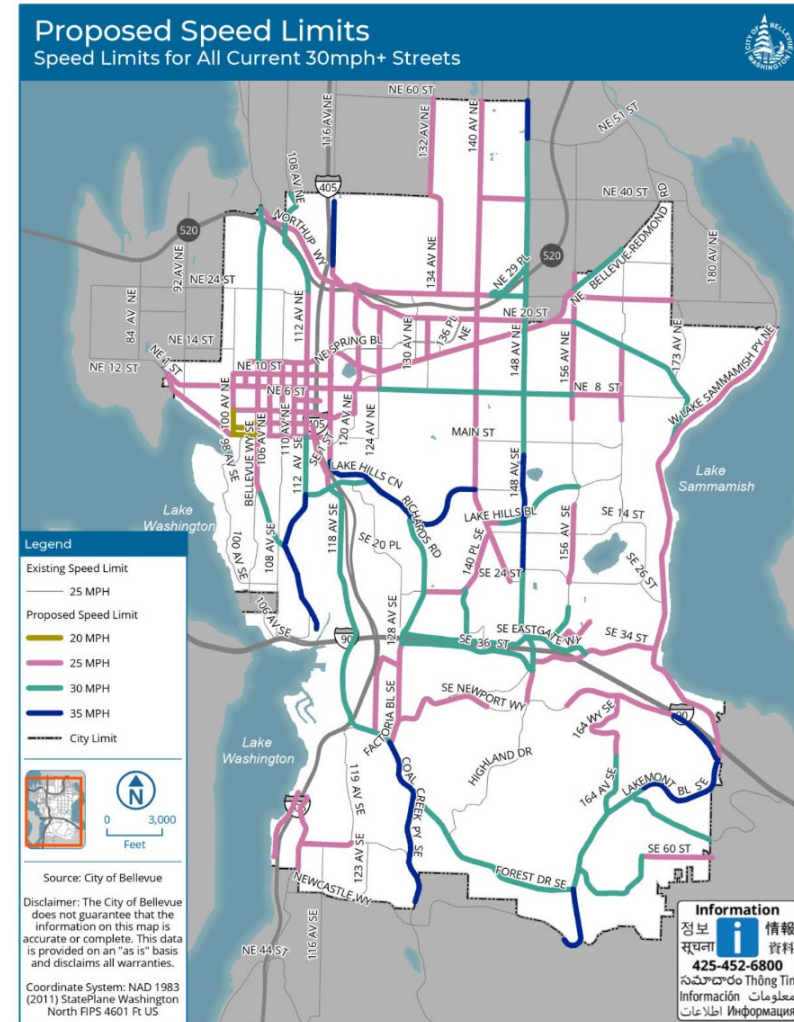 Proposed Speed Limits
Speed Limits for All Current 30mph+ Streets
CITY OF BELLEVUE
WASHINGTON
NE 60 ST
116 AV NE
132 AV NE
140 AV NE
NE 51 ST
108 AV NE
405
NE 40 ST
NORTHUP WY
520
92 AV NE
134 AV NE
NE 29 PL
520
NE BELLEVUE-REDMOND RD
180 AV NE
NE 24 ST
84 AV NE
112 AV NE
NE 20 ST
NE 14 ST
NE SPRING BL
130 AV NE
136 PL NE
148 AV NE
156 AV NE
173 AV NE
NE 12 ST
NE 1 ST
NE 10 ST
NE 6 ST
NE 8 ST
W LAKE SAMMAMISH PY NE
100 AV NE
106 AV NE
110 AV NE
405
120 AV NE
124 AV NE
MAIN ST
98 AV SE
BELLEVUE WY SE
112 AV SE
SE 1 ST
LAKE HILLS CN
148 AV SE
Lake
Sammamish
Lake
Washington
RICHARDS RD
LAKE HILLS BL
SE 14 ST
108 AV SE
118 AV SE
SE 20 PL
140 PL SE
156 AV SE
100 AV SE
SE 24 ST
SE 26 ST
106 AV SE
128 AV SE
90
SE 36 ST
SE EASTGATE WY
SE 34 ST
FACTORIA BL SE
SE NEWPORT WY
164 WY SE
90
Lake
Washington
HIGHLAND DR
COAL CREEK PY SE
119 AV SE
164 AV SE
LAKEMONT BL SE
123 AV SE
SE 60 ST
NEWCASTLE WY
FOREST DR SE
NE 44 ST
116 AV SE
Legend
Existing Speed Limit
25 MPH
Proposed Speed Limit
20 MPH
25 MPH
30 MPH
35 MPH
City Limit
N
0 3,000
Feet
Source: City of Bellevue
Disclaimer: The City of Bellevue
does not guarantee that the
information on this map is
accurate or complete. This data
is provided on an "as is" basis
and disclaims all warranties.
Coordinate System: NAD 1983
(2011) StatePlane Washington
North FIPS 4601 Ft US
Information
정보 i 情報
सूचना 資料
425-452-6800
సమాచారం Thông Tin
Información معلومات
اطلاعات Информация